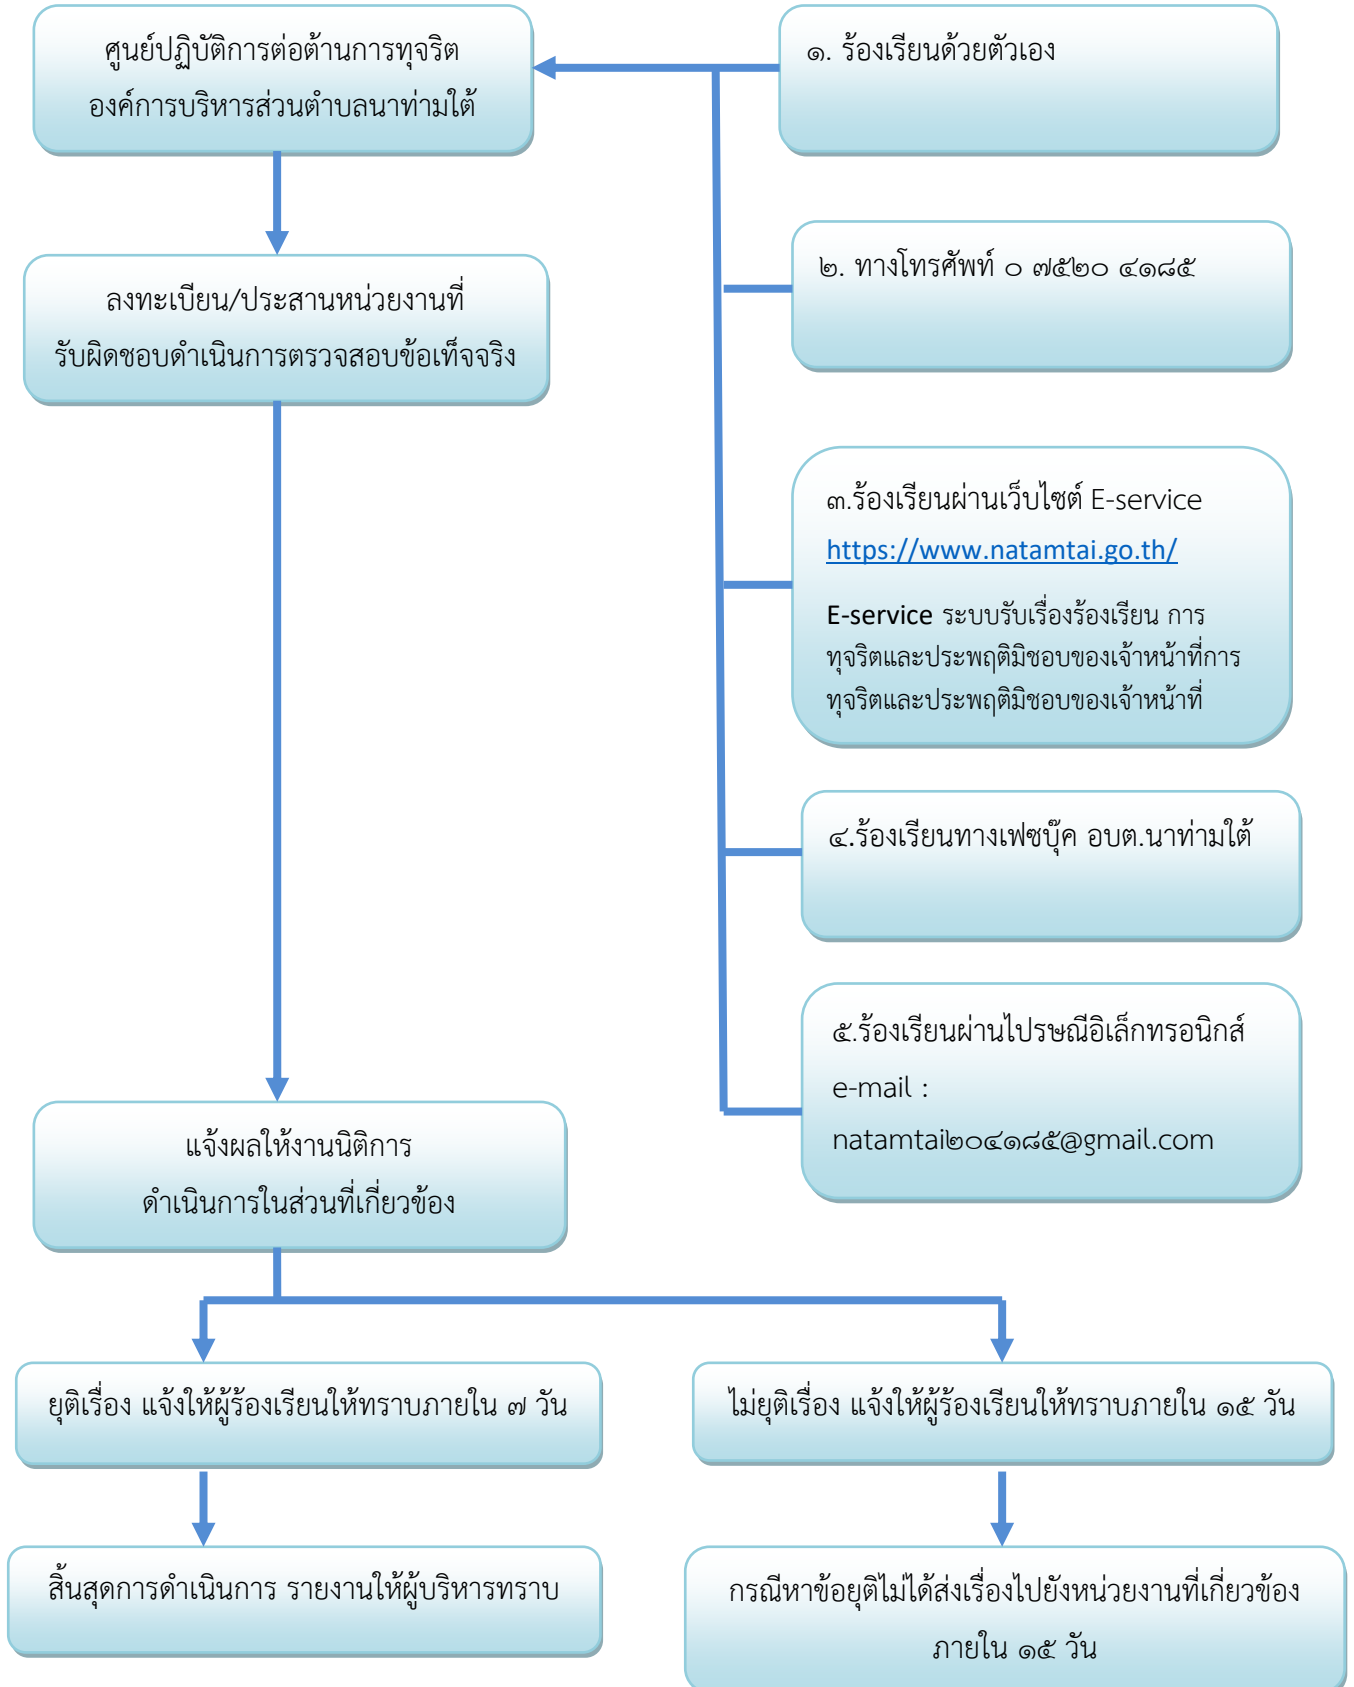 ศูนย์ปฏิบัติการต่อต้านการทุจริต
องค์การบริหารส่วนตำบลนาท่ามใต้
๑. ร้องเรียนด้วยตัวเอง
ลงทะเบียน/ประสานหน่วยงานที่
รับผิดชอบดำเนินการตรวจสอบข้อเท็จจริง
๒. ทางโทรศัพท์ ๐ ๗๕๒๐ ๔๑๘๕
๓.ร้องเรียนผ่านเว็บไซต์ E-service
https://www.natamtai.go.th/
E-service ระบบรับเรื่องร้องเรียน การ
ทุจริตและประพฤติมิชอบของเจ้าหน้าที่การ
ทุจริตและประพฤติมิชอบของเจ้าหน้าที่
๔.ร้องเรียนทางเฟซบุ๊ค อบต.นาท่ามใต้
๕.ร้องเรียนผ่านไปรษณีอิเล็กทรอนิกส์
e-mail :
natamtai๒๐๔๑๘๕@gmail.com
แจ้งผลให้งานนิติการ
ดำเนินการในส่วนที่เกี่ยวข้อง
ยุติเรื่อง แจ้งให้ผู้ร้องเรียนให้ทราบภายใน ๗ วัน
ไม่ยุติเรื่อง แจ้งให้ผู้ร้องเรียนให้ทราบภายใน ๑๕ วัน
สิ้นสุดการดำเนินการ รายงานให้ผู้บริหารทราบ
กรณีหาข้อยุติไม่ได้ส่งเรื่องไปยังหน่วยงานที่เกี่ยวข้อง
ภายใน ๑๕ วัน